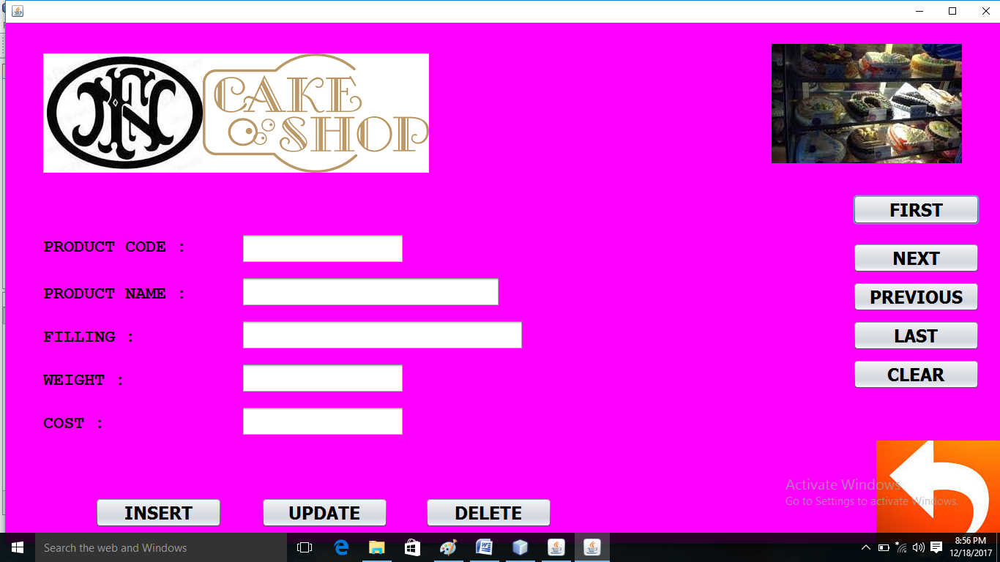 CAKE
SHOP
FIRST
NEXT
PREVIOUS
LAST
CLEAR
PRODUCT CODE :
PRODUCT NAME :
FILLING :
WEIGHT :
COST :
Activate Windows
Go to Settings to activate Windows.
INSERT
UPDATE
DELETE
Search the web and Windows
8:56 PM
12/18/2017